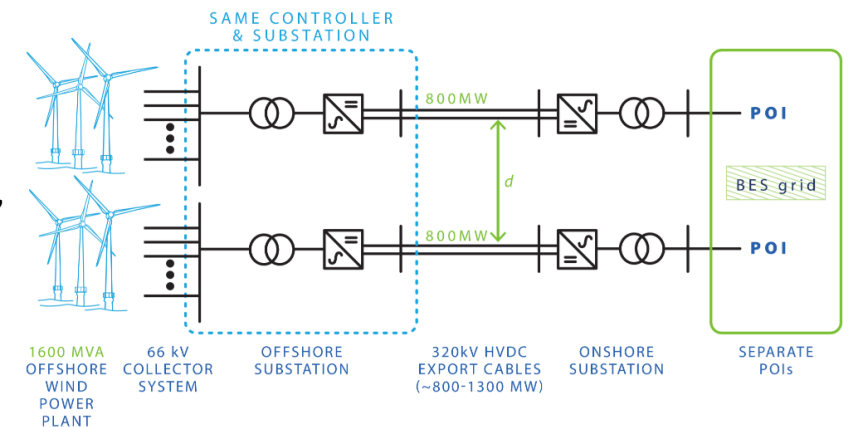 SAME CONTROLLER
& SUBSTATION
800MW
POI
d
BES grid
800MW
POI
1600 MVA
OFFSHORE
WIND
POWER
PLANT
66 kV
COLLECTOR
SYSTEM
OFFSHORE
SUBSTATION
320kV HVDC
EXPORT CABLES
(~800-1300 MW)
ONSHORE
SUBSTATION
SEPARATE
POIs